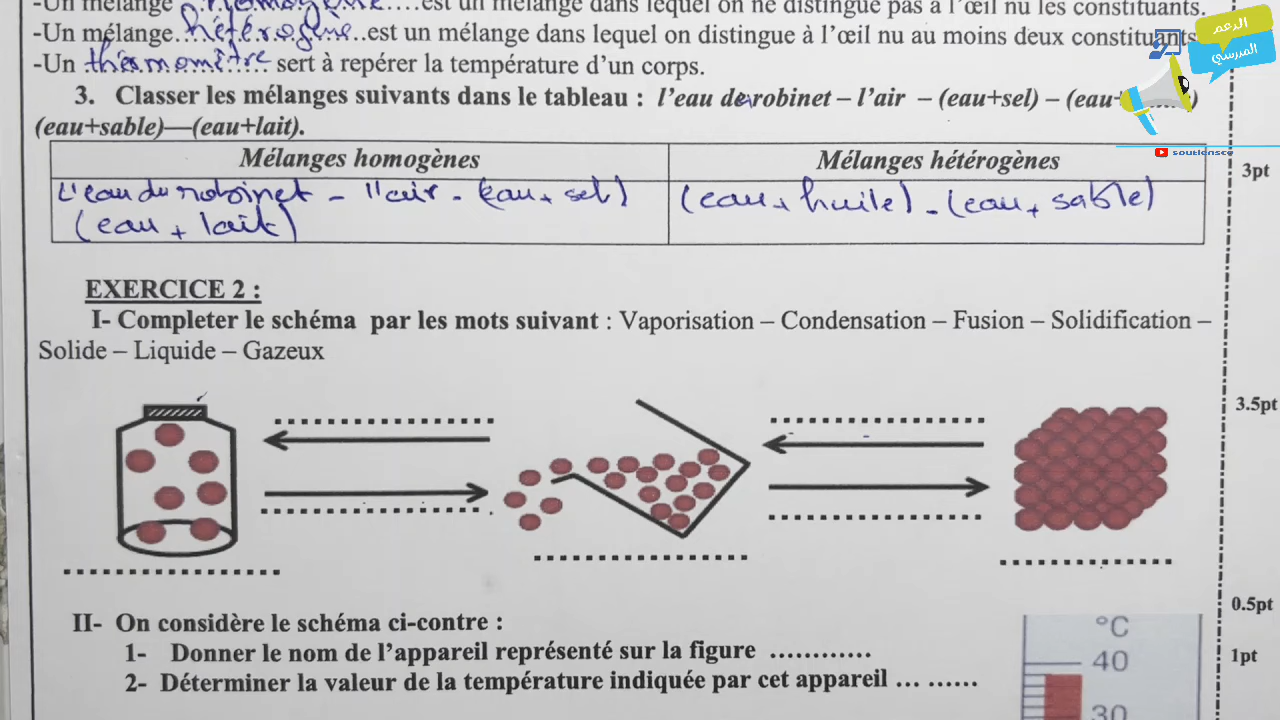 -Un mélange homogène....est un mélange dans lequel on ne distingue pas à l'œil nu les constituants.
-Un mélange...hétérogène..est un mélange dans lequel on distingue à l'œil nu au moins deux constituants
-Un thermomètre sert à repérer la température d'un corps.
3. Classer les mélanges suivants dans le tableau : l'eau de robinet – l'air – (eau+sel) – (eau+
(eau+sable)—(eau+lait).
Mélanges homogènes
Mélanges hétérogènes
L'eau du robinet - l'air - (eau + sel)
(eau + lait)
(eau + huile) - (eau + sable)
3pt
EXERCICE 2 :
I- Completer le schéma par les mots suivant : Vaporisation – Condensation – Fusion – Solidification –
Solide – Liquide – Gazeux
3.5pt
II- On considère le schéma ci-contre :
0.5pt
1- Donner le nom de l'appareil représenté sur la figure ............
1pt
2- Déterminer la valeur de la température indiquée par cet appareil ... ......
°C
40
30
الدعم
المدرسي
soutiensco